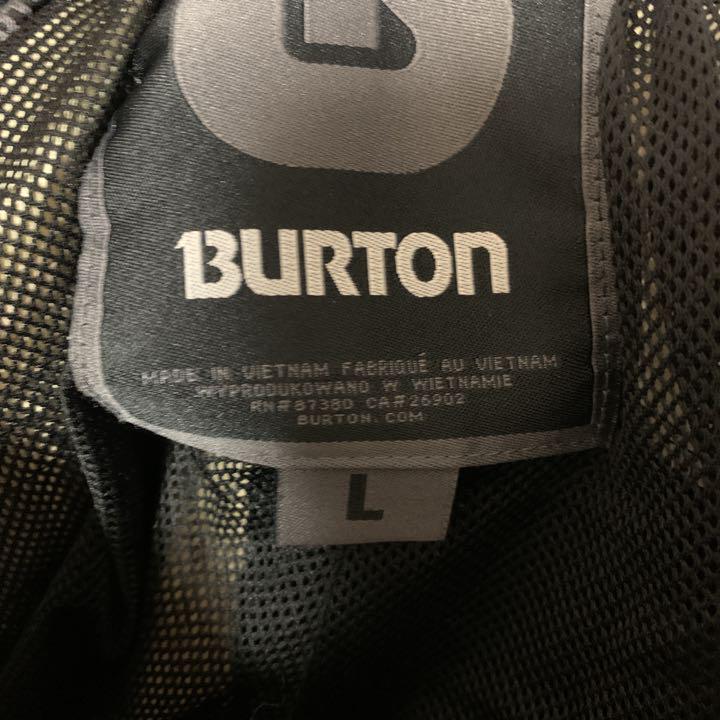 BURTON
MADE IN VIETNAM FABRIQUÉ AU VIETNAM
WYPRODUKOWANO W WIETNAMIE
RN#87380 CA#26902
BURTON.COM
L